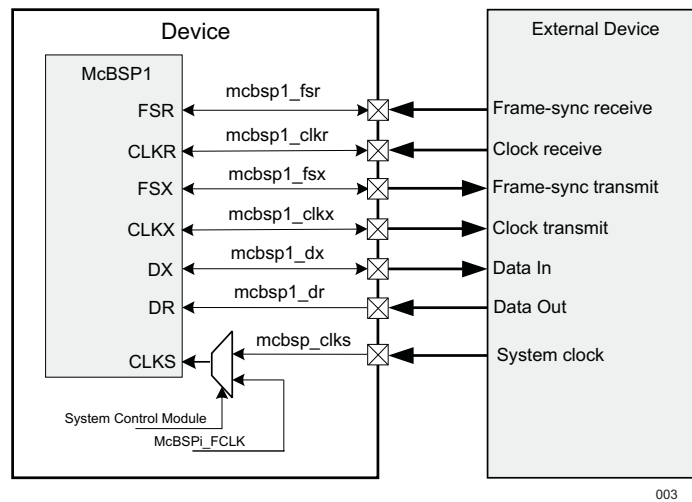 Device
External Device
McBSP1
FSR
mcbsp1_fsr
Frame-sync receive
CLKR
mcbsp1_clkr
Clock receive
FSX
mcbsp1_fsx
Frame-sync transmit
CLKX
mcbsp1_clkx
Clock transmit
DX
mcbsp1_dx
Data In
DR
mcbsp1_dr
Data Out
CLKS
mcbsp_clks
System clock
System Control Module
McBSPi_FCLK
003